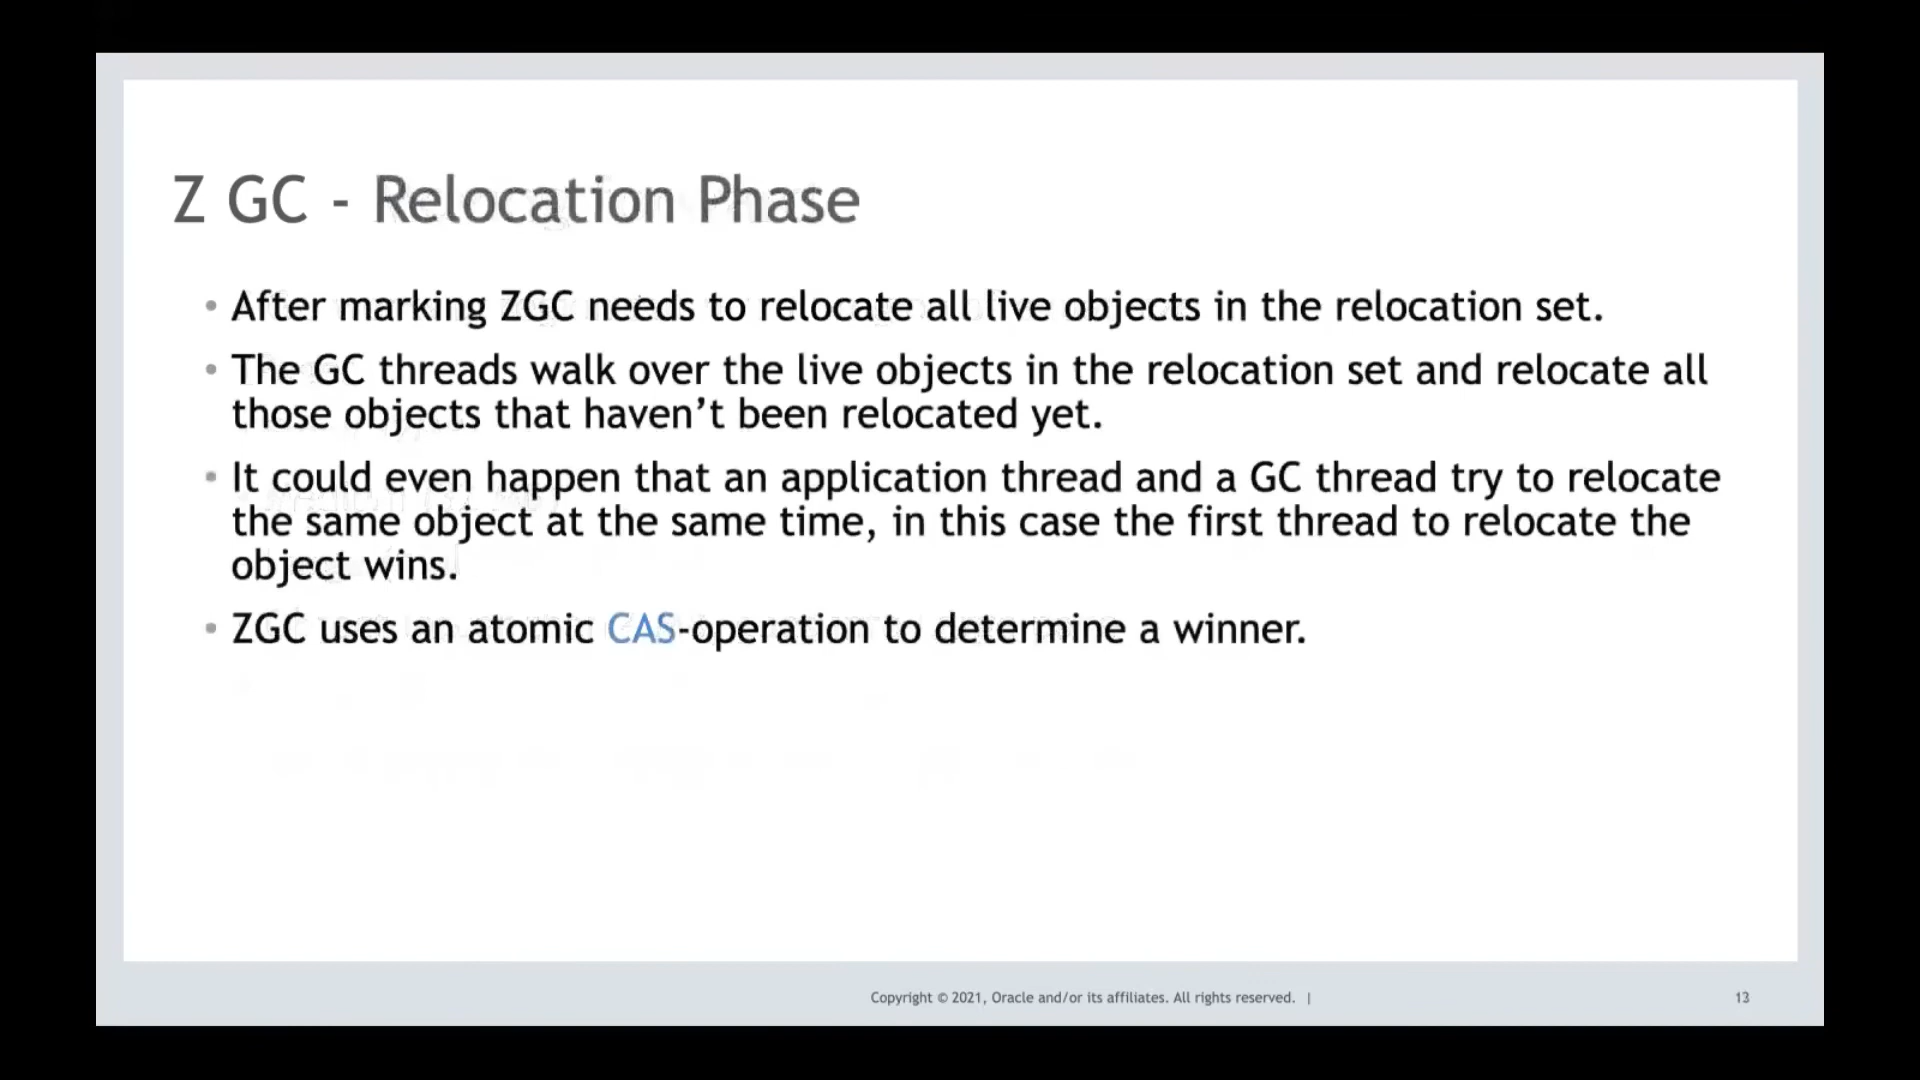 Z GC - Relocation Phase
• After marking ZGC needs to relocate all live objects in the relocation set.
• The GC threads walk over the live objects in the relocation set and relocate all
those objects that haven’t been relocated yet.
• It could even happen that an application thread and a GC thread try to relocate
the same object at the same time, in this case the first thread to relocate the
object wins.
• ZGC uses an atomic CAS-operation to determine a winner.
Copyright © 2021, Oracle and/or its affiliates. All rights reserved. |
13